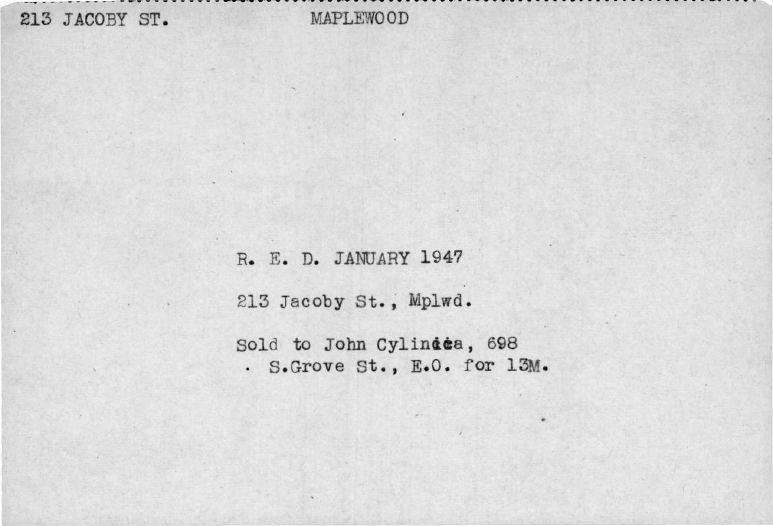 213 JACOBY ST. MAPLEWOOD
R. E. D. JANUARY 1947
213 Jacoby St., Mplwd.
Sold to John 698
S.Grove St., E.O. for 13M.